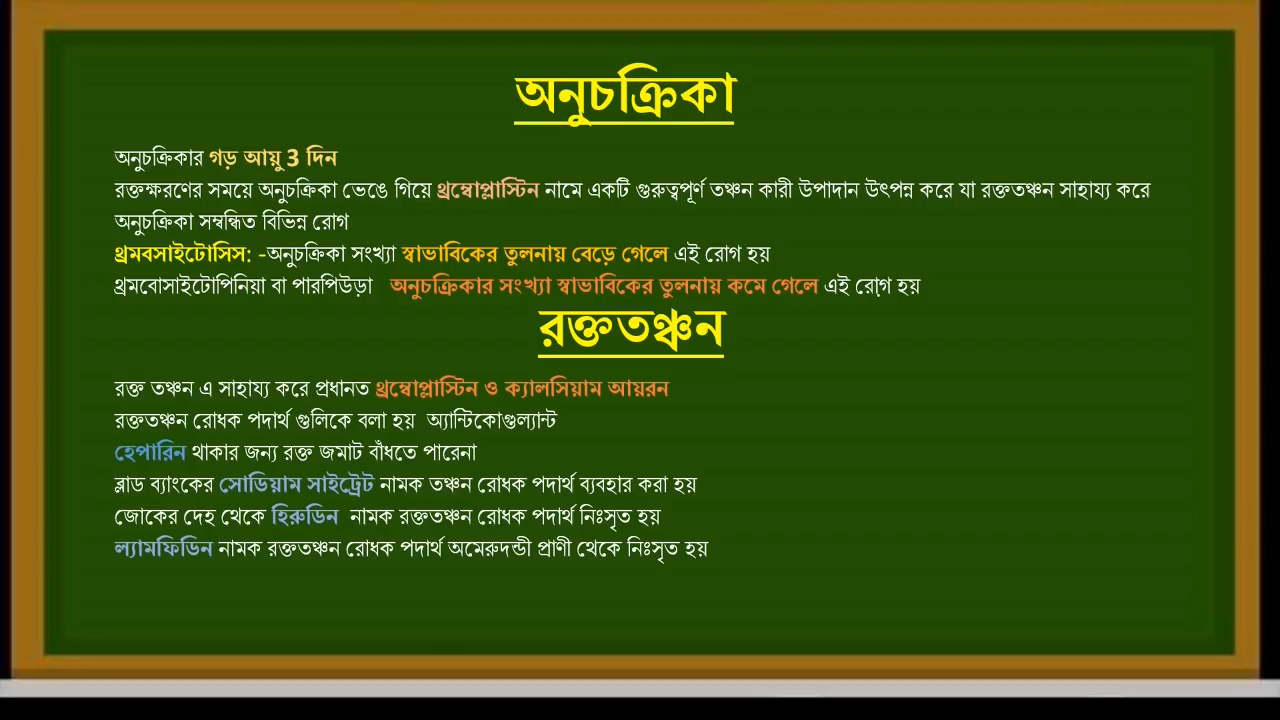 অনুচক্রিকা
অনুচক্রিকার গড় আয়ু 3 দিন
রক্তক্ষরণের সময়ে অনুচক্রিকা ভেঙে গিয়ে থ্রম্বোপ্লাস্টিন নামে একটি গুরুত্বপূর্ণ তঞ্চন কারী উপাদান উৎপন্ন করে যা রক্ততঞ্চন সাহায্য করে
অনুচক্রিকা সম্বন্ধিত বিভিন্ন রোগ
থ্রমবসাইটোসিস: -অনুচক্রিকা সংখ্যা স্বাভাবিকের তুলনায় বেড়ে গেলে এই রোগ হয়
থ্রমবোসাইটোপিনিয়া বা পারপিউড়া অনুচক্রিকার সংখ্যা স্বাভাবিকের তুলনায় কমে গেলে এই রো়গ হয়
রক্ততঞ্চন
রক্ত তঞ্চন এ সাহায্য করে প্রধানত থ্রম্বোপ্লাস্টিন ও ক্যালসিয়াম আয়রন
রক্ততঞ্চন রোধক পদার্থ গুলিকে বলা হয় অ্যান্টিকোগুল্যান্ট
হেপারিন থাকার জন্য রক্ত জমাট বাঁধতে পারেনা
ব্লাড ব্যাংকের সোডিয়াম সাইট্রেট নামক তঞ্চন রোধক পদার্থ ব্যবহার করা হয়
জোকের দেহ থেকে হিরুডিন নামক রক্ততঞ্চন রোধক পদার্থ নিঃসৃত হয়
ল্যামফিডিন নামক রক্ততঞ্চন রোধক পদার্থ অমেরুদন্ডী প্রাণী থেকে নিঃসৃত হয়